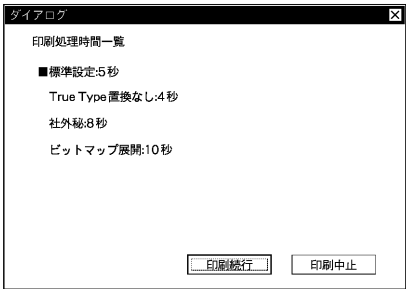 ダイアログ
印刷処理時間一覧
■標準設定:5秒
True Type置換なし:4秒
社外秘:8秒
ビットマップ展開:10秒
印刷続行 印刷中止